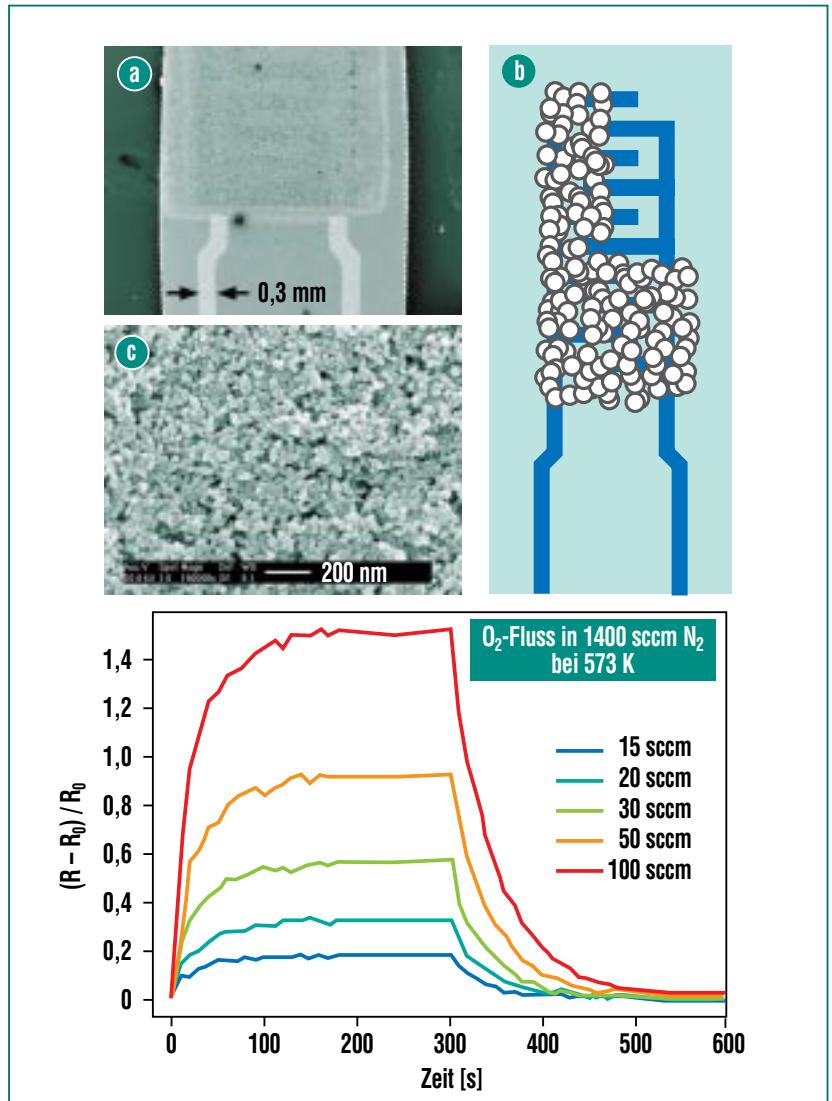 a
b
0,3 mm
c
200 nm
O₂-Fluss in 1400 sccm N₂
bei 573 K
15 sccm
20 sccm
30 sccm
50 sccm
100 sccm
(R – R₀) / R₀
1,4
1,2
1,0
0,8
0,6
0,4
0,2
0
0 100 200 300 400 500 600
Zeit [s]